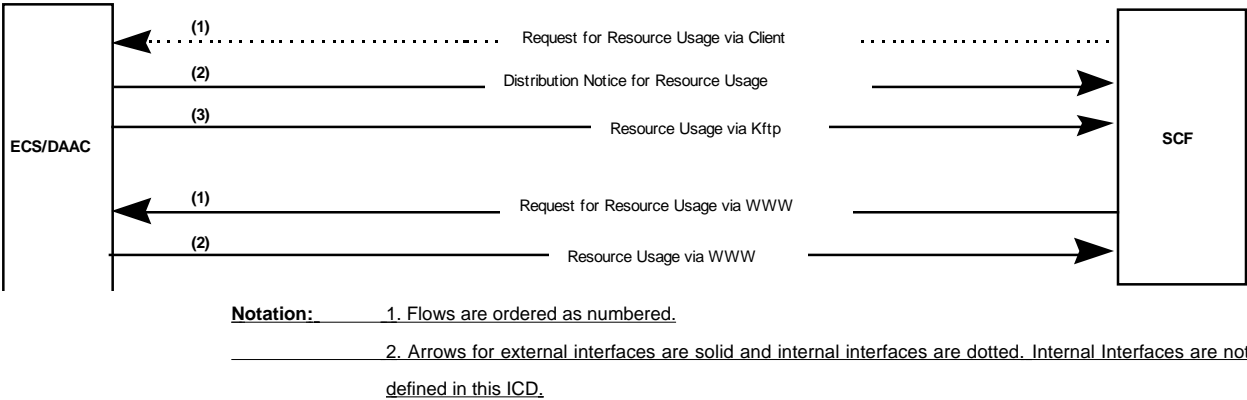 (1)
Request for Resource Usage via Client
(2)
Distribution Notice for Resource Usage
(3)
Resource Usage via Kftp
ECS/DAAC
SCF
(1)
Request for Resource Usage via WWW
(2)
Resource Usage via WWW
Notation: 1. Flows are ordered as numbered.
2. Arrows for external interfaces are solid and internal interfaces are dotted. Internal Interfaces are not
defined in this ICD.